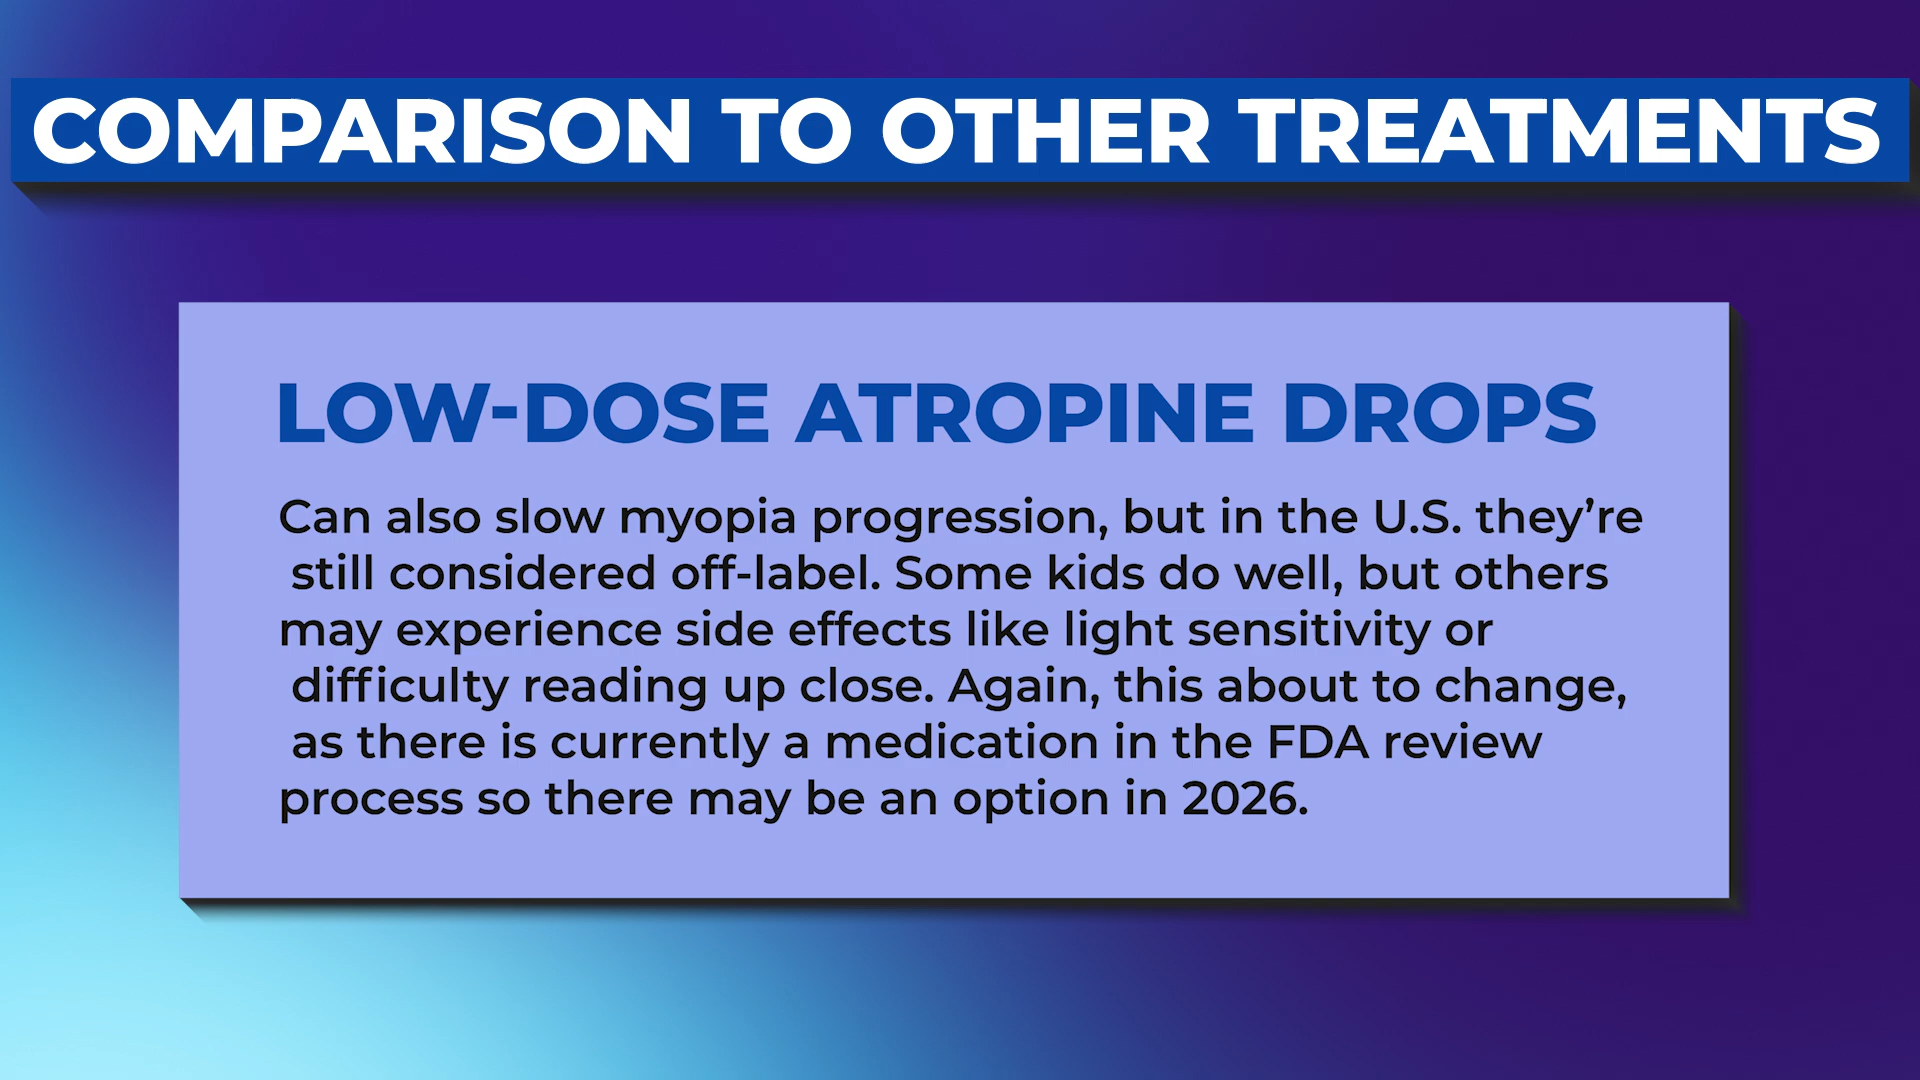 COMPARISON TO OTHER TREATMENTS
LOW-DOSE ATROPINE DROPS
Can also slow myopia progression, but in the U.S. they’re
still considered off-label. Some kids do well, but others
may experience side effects like light sensitivity or
difficulty reading up close. Again, this about to change,
as there is currently a medication in the FDA review
process so there may be an option in 2026.